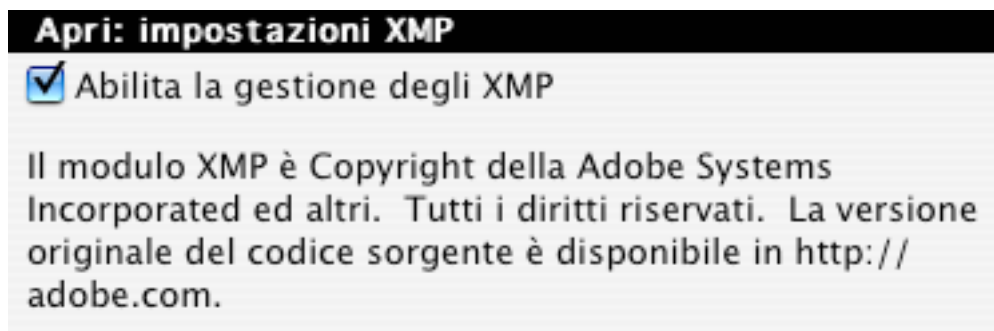 Apri: impostazioni XMP
Abilita la gestione degli XMP
Il modulo XMP è Copyright della Adobe Systems
Incorporated ed altri.  Tutti i diritti riservati.  La versione
originale del codice sorgente è disponibile in http://
adobe.com.